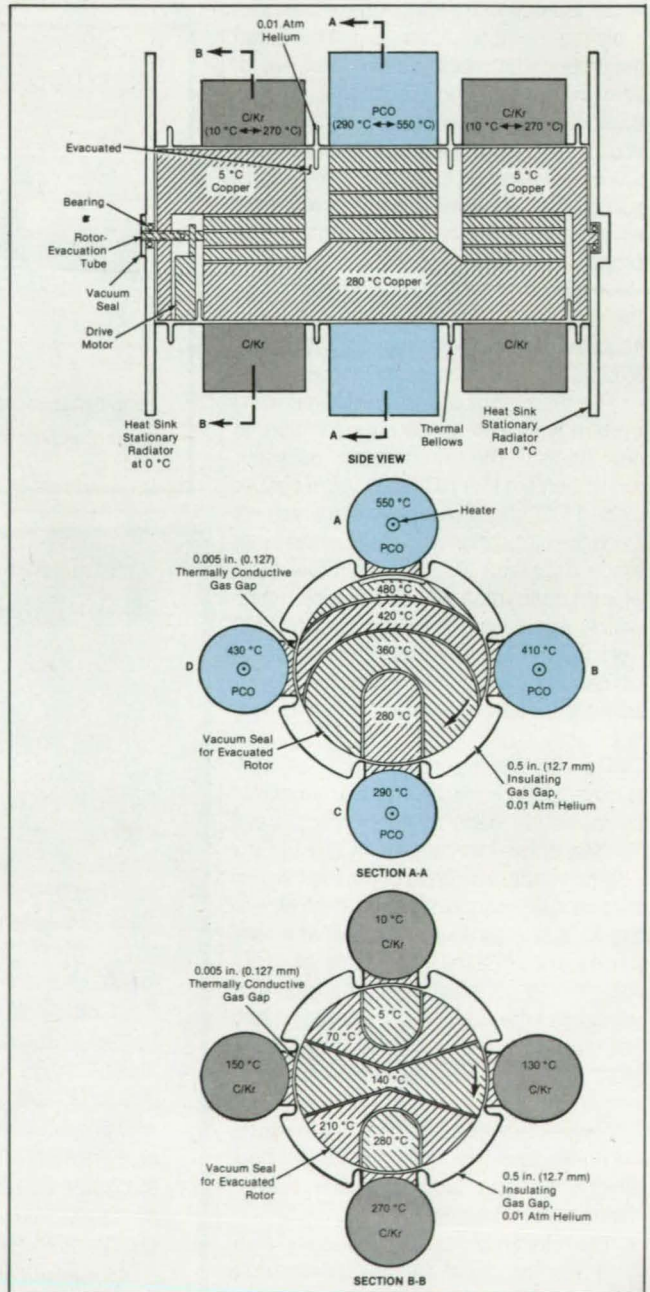 0.01 Atm
Helium
A
B
C/Kr
(10 °C ↔ 270 °C)
PCO
(290 °C ↔ 550 °C)
C/Kr
(10 °C ↔ 270 °C)
Evacuated
5 °C
Copper
5 °C
Copper
Bearing
Rotor-
Evacuation
Tube
Vacuum
Seal
280 °C Copper
Drive
Motor
C/Kr
C/Kr
B
A
Heat Sink
Stationary
Radiator
at 0 °C
Thermal
Bellows
Heat Sink
Stationary
Radiator
at 0 °C
SIDE VIEW
550 °C
A
Heater
PCO
0.005 in. (0.127)
Thermally Conductive
Gas Gap
480 °C
420 °C
360 °C
430 °C
D
PCO
410 °C
B
PCO
280 °C
Vacuum Seal
for Evacuated
Rotor
0.5 in. (12.7 mm)
Insulating
Gas Gap,
0.01 Atm Helium
290 °C
C
PCO
SECTION A-A
10 °C
C/Kr
0.005 in. (0.127 mm)
Thermally Conductive
Gas Gap
5 °C
70 °C
150 °C
C/Kr
140 °C
130 °C
C/Kr
210 °C
280 °C
Vacuum Seal
for Evacuated
Rotor
0.5 in. (12.7 mm)
Insulating
Gas Gap,
0.01 Atm Helium
270 °C
C/Kr
SECTION B-B